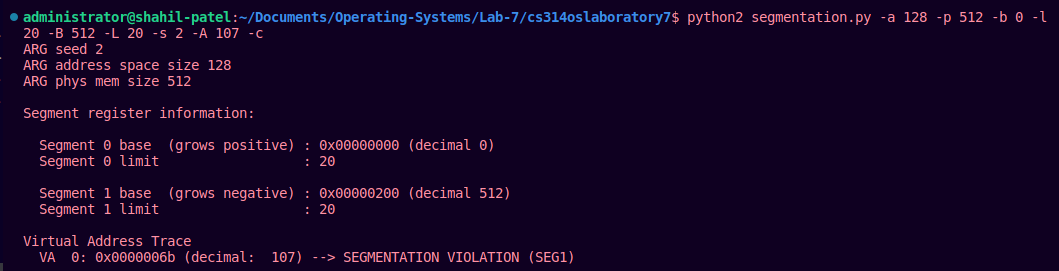 administrator@shahil-patel:~/Documents/Operating-Systems/Lab-7/cs314oslaboratory7$ python2 segmentation.py -a 128 -p 512 -b 0 -l
20 -B 512 -L 20 -s 2 -A 107 -c
ARG seed 2
ARG address space size 128
ARG phys mem size 512
Segment register information:
Segment 0 base  (grows positive) : 0x00000000 (decimal 0)
Segment 0 limit                  : 20
Segment 1 base  (grows negative) : 0x00000200 (decimal 512)
Segment 1 limit                  : 20
Virtual Address Trace
VA  0: 0x0000006b (decimal:  107) --> SEGMENTATION VIOLATION (SEG1)